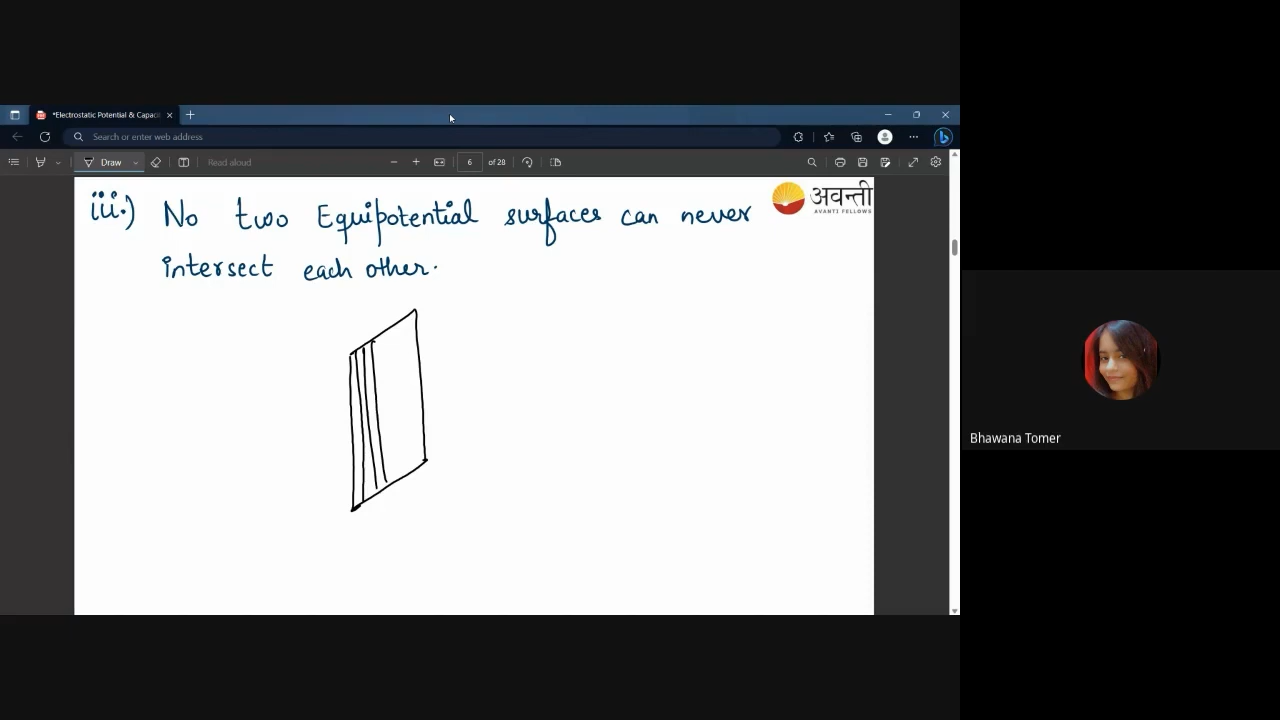 *Electrostatic Potential & Capaci
Search or enter web address
Draw
Read aloud
6 of 28
iii.) No two Equipotential surfaces can never
intersect each other.
अवन्ती
AVANTI FELLOWS
Bhawana Tomer